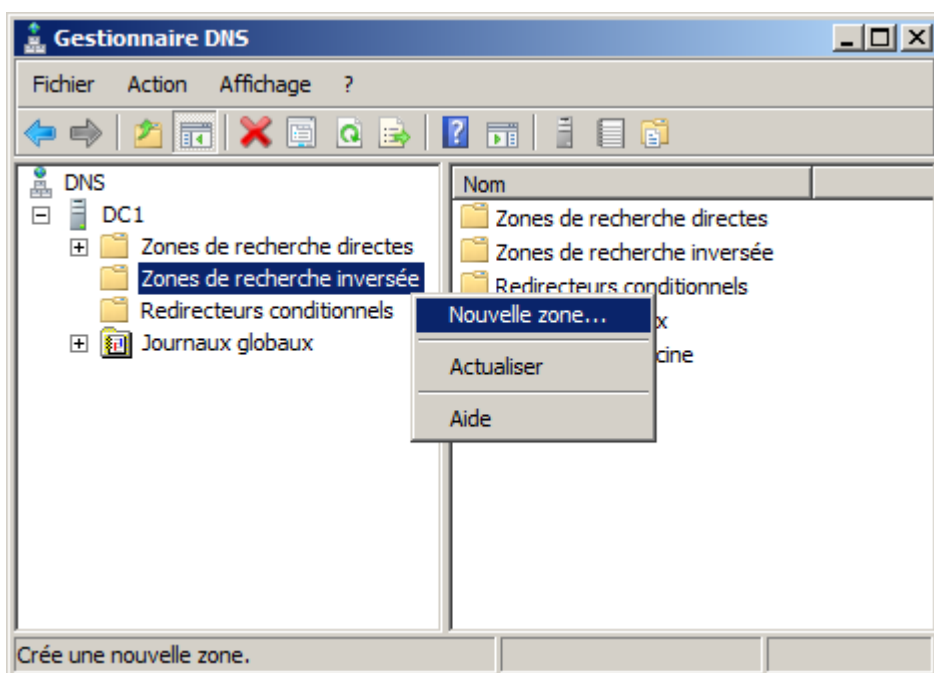 Gestionnaire DNS
Fichier Action Affichage ?
DNS
DC1
Zones de recherche directes
Zones de recherche inversée
Redirecteurs conditionnels
Journaux globaux
Nom
Zones de recherche directes
Zones de recherche inversée
Redirecteurs conditionnels
Nouvelle zone...
Actualiser
Aide
Crée une nouvelle zone.